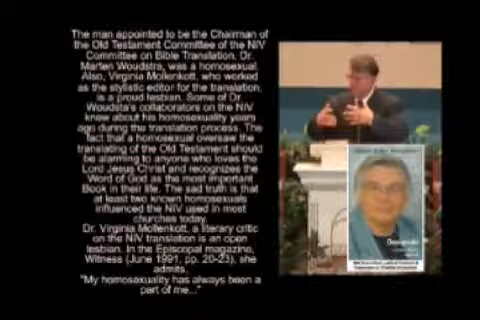 The man appointed to be the Chairman of
the Old Testament Committee of the NIV
Committee on Bible Translation, Dr.
Marten Woudstra, was a homosexual.
Also, Virginia Mollenkott, who worked
as the stylistic editor for the translation,
is a proud lesbian. Some of Dr.
Woudsta's collaborators on the NIV
knew about his homosexuality years
ago during the translation process. The
fact that a homosexual oversaw the
translating of the Old Testament should
be alarming to anyone who loves the
Lord Jesus Christ and recognizes the
Word of God as the most important
Book in their life. The sad truth is that
at least two known homosexuals
influenced the NIV used in most
churches today.
Dr. Virginia Mollenkott, a literary critic
on the NIV translation is an open
lesbian. In the Episcopal magazine,
Witness (June 1991, pp. 20-23), she
admits,
"My homosexuality has always been a
part of me..."